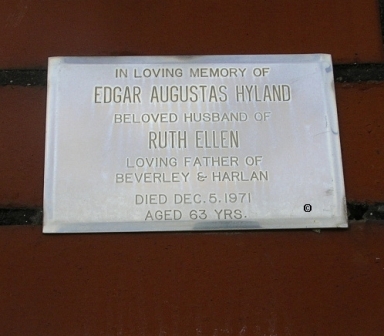 IN LOVING MEMORY OF
EDGAR AUGUSTAS HYLAND
BELOVED HUSBAND OF
RUTH ELLEN
LOVING FATHER OF
BEVERLEY & HARLAN
DIED DEC. 5. 1971
AGED 63 YRS.
©